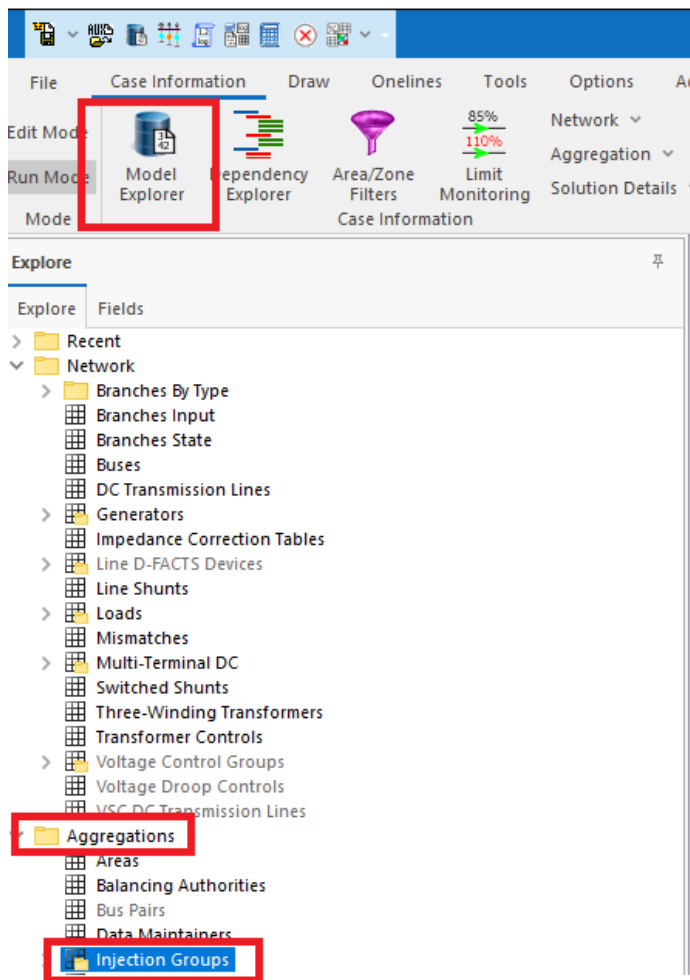 File Case Information Draw Onelines Tools Options
Edit Mode
Run Mode
Mode
Model
Explorer
Dependency
Explorer
Area/Zone
Filters
85%
110%
Limit
Monitoring
Network
Aggregation
Solution Details
Case Information
Explore
Explore Fields
Recent
Network
Branches By Type
Branches Input
Branches State
Buses
DC Transmission Lines
Generators
Impedance Correction Tables
Line D-FACTS Devices
Line Shunts
Loads
Mismatches
Multi-Terminal DC
Switched Shunts
Three-Winding Transformers
Transformer Controls
Voltage Control Groups
Voltage Droop Controls
VSC DC Transmission Lines
Aggregations
Areas
Balancing Authorities
Bus Pairs
Data Maintainers
Injection Groups